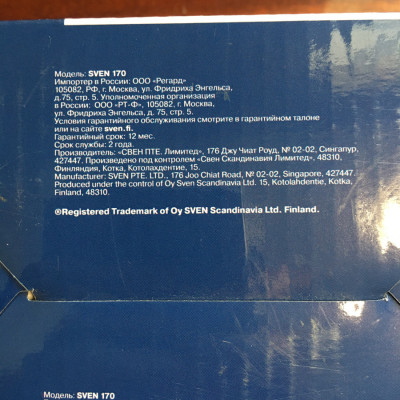 Модель: SVEN 170
Импортер в России: ООО «Регард»
105082, РФ, г. Москва, ул. Фридриха Энгельса,
д.75, стр. 5. Уполномоченная организация
в России: ООО «РТ-Ф», 105082, г. Москва,
ул. Фридриха Энгельса, д. 75, стр. 5.
Условия гарантийного обслуживания смотрите в гарантийном талоне
или на сайте sven.fi.
Гарантийный срок: 12 мес.
Срок службы: 2 года.
Производитель: «СВЕН ПТЕ. Лимитед», 176 Джу Чиат Роуд, № 02-02, Сингапур,
427447. Произведено под контролем «Свен Скандинавия Лимитед». 48310,
Финляндия, Котка, Котолахдентие. 15.
Manufacturer: SVEN PTE. LTD., 176 Joo Chiat Road, № 02-02, Singapore, 427447.
Produced under the control of Oy Sven Scandinavia Ltd. 15, Kotolahdentie, Kotka,
Finland, 48310.
®Registered Trademark of Oy SVEN Scandinavia Ltd. Finland.
Модель: SVEN 170